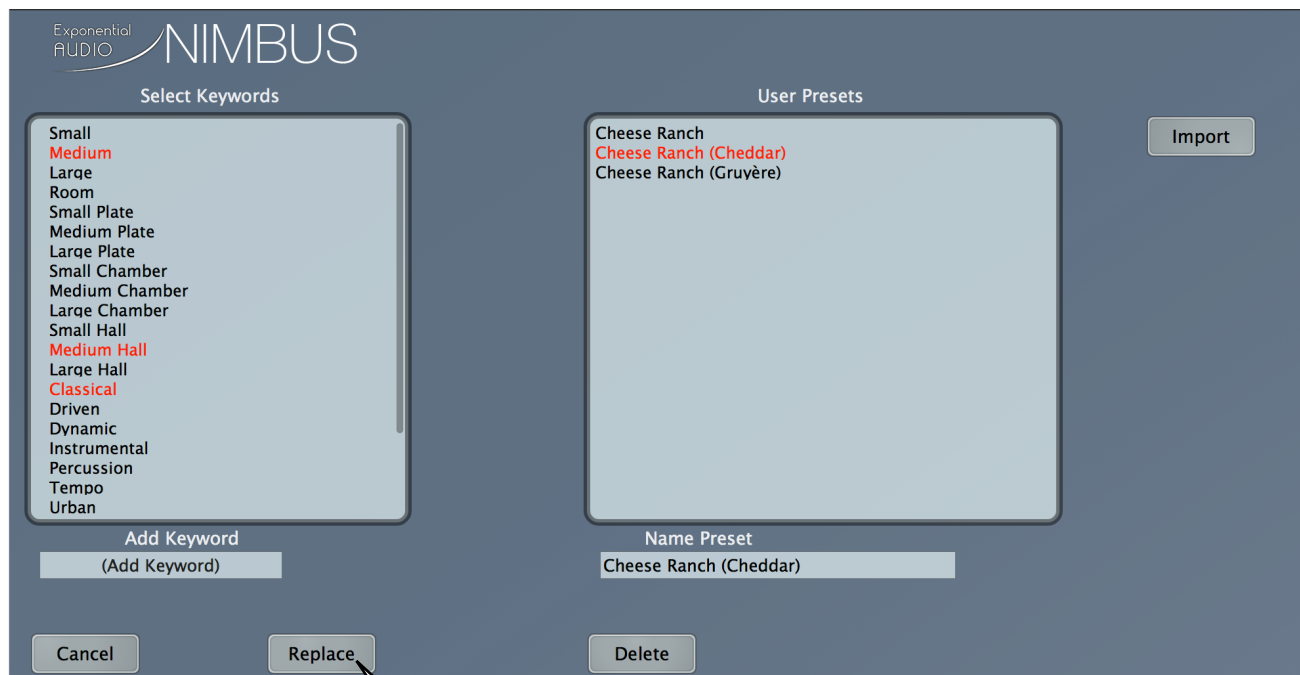 Exponential
AUDIO
NIMBUS
Select Keywords
Small
Medium
Large
Room
Small Plate
Medium Plate
Large Plate
Small Chamber
Medium Chamber
Large Chamber
Small Hall
Medium Hall
Large Hall
Classical
Driven
Dynamic
Instrumental
Percussion
Tempo
Urban
Add Keyword
(Add Keyword)
User Presets
Cheese Ranch
Cheese Ranch (Cheddar)
Cheese Ranch (Gruyère)
Name Preset
Cheese Ranch (Cheddar)
Import
Cancel
Replace
Delete